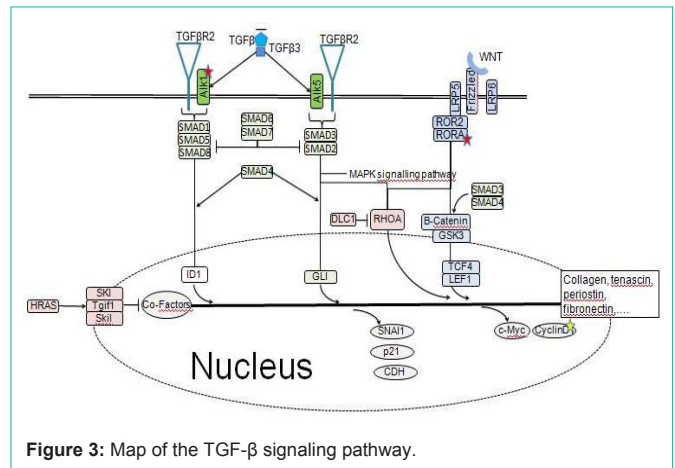 TGFβR2
TGFβ
TGFβ3
TGFβR2
WNT
Alk1
Alk5
LRP5
Frizzled
LRP6
SMAD1
SMAD5
SMAD8
SMAD6
SMAD7
SMAD3
SMAD2
ROR2
RORA
SMAD4
MAPK signalling pathway
SMAD3
SMAD4
DLC1
RHOA
B-Catenin
GSK3
ID1
GLI
TCF4
LEF1
Collagen, tenascin,
periostin,
fibronectin,....
HRAS
SKI
Tgif1
Skil
Co-Factors
SNAI1
p21
CDH
c-Myc
CyclinD
Nucleus
Figure 3: Map of the TGF-β signaling pathway.